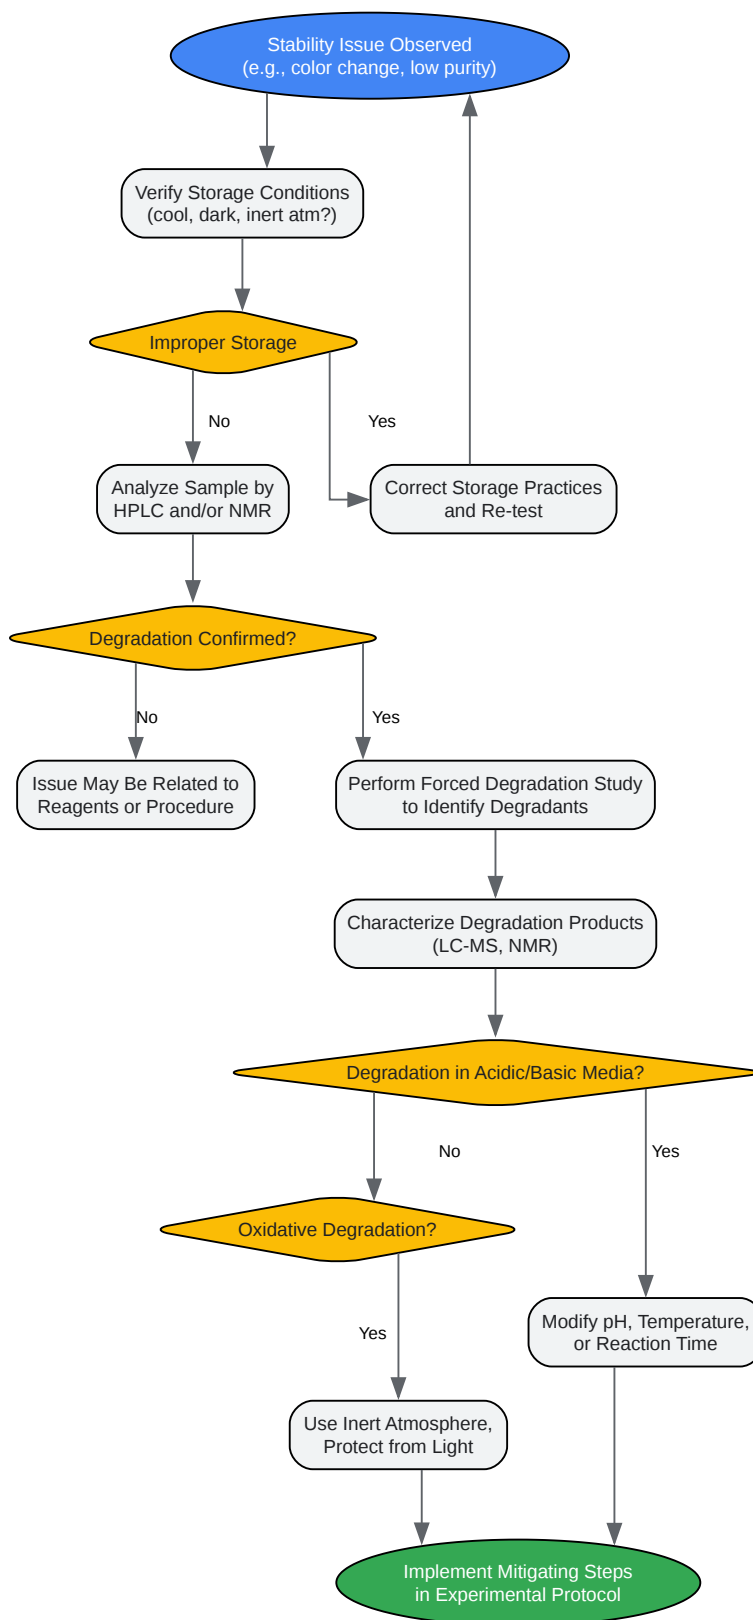 Stability Issue Observed
(e.g., color change, low purity)
Verify Storage Conditions
(cool, dark, inert atm?)
Improper Storage
No
Yes
Analyze Sample by
HPLC and/or NMR
Correct Storage Practices
and Re-test
Degradation Confirmed?
No
Yes
Issue May Be Related to
Reagents or Procedure
Perform Forced Degradation Study
to Identify Degradants
Characterize Degradation Products
(LC-MS, NMR)
Degradation in Acidic/Basic Media?
No
Yes
Oxidative Degradation?
Yes
Modify pH, Temperature,
or Reaction Time
Use Inert Atmosphere,
Protect from Light
Implement Mitigating Steps
in Experimental Protocol